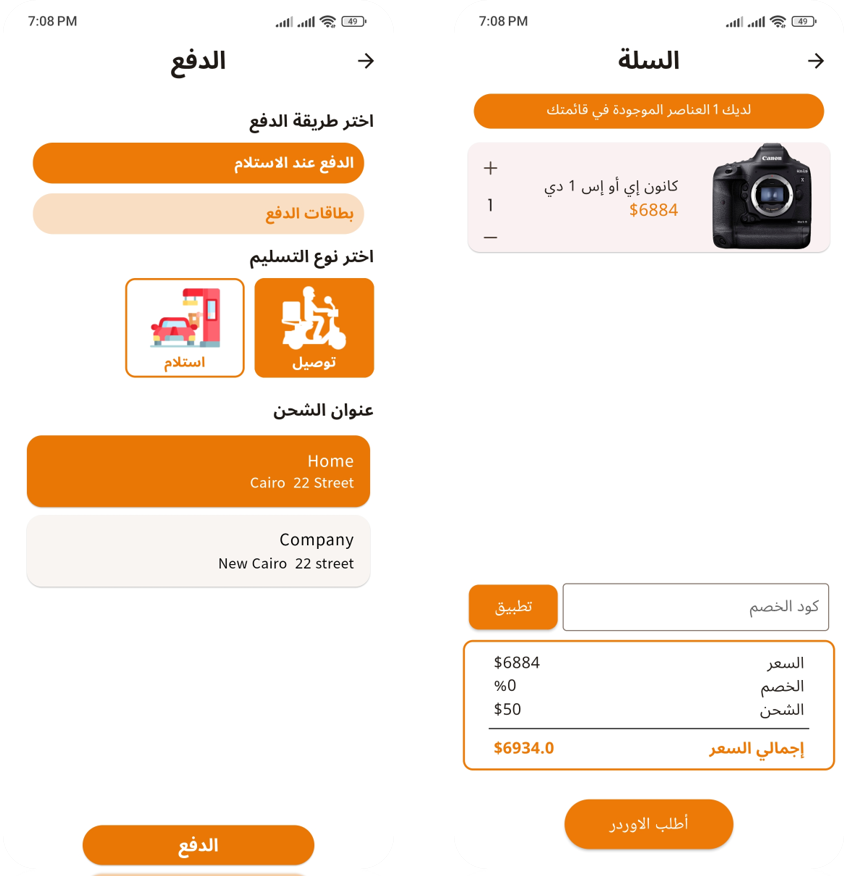 7:08 PM
49
الدفع
اختر طريقة الدفع
الدفع عند الاستلام
بطاقات الدفع
اختر نوع التسليم
توصيل
استلام
عنوان الشحن
Home
Cairo 22 Street
Company
New Cairo 22 street
الدفع
7:08 PM
49
السلة
لديك 1 العناصر الموجودة في قائمتك
Canon
كانون إي أو إس 1 دي
$6884
+
1
−
كود الخصم
تطبيق
السعر $6884
الخصم %0
الشحن $50
إجمالي السعر $6934.0
أطلب الاوردر